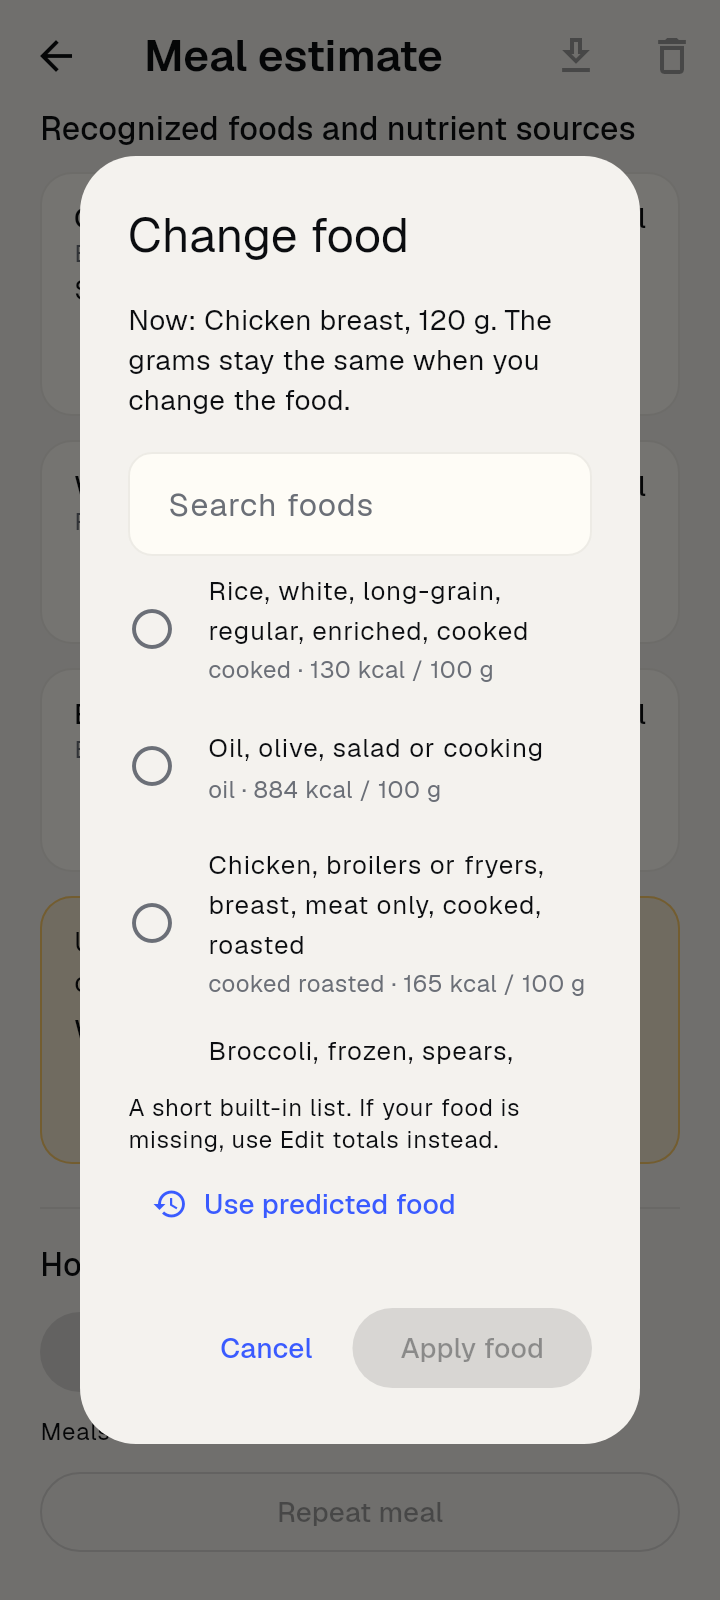 Meal estimate
Recognized foods and nutrient sources
Change food
Now: Chicken breast, 120 g. The
grams stay the same when you
change the food.
Search foods
Rice, white, long-grain,
regular, enriched, cooked
cooked · 130 kcal / 100 g
Oil, olive, salad or cooking
oil · 884 kcal / 100 g
Chicken, broilers or fryers,
breast, meat only, cooked,
roasted
cooked roasted · 165 kcal / 100 g
Broccoli, frozen, spears,
A short built-in list. If your food is
missing, use Edit totals instead.
Use predicted food
Cancel
Apply food
Meals
Repeat meal